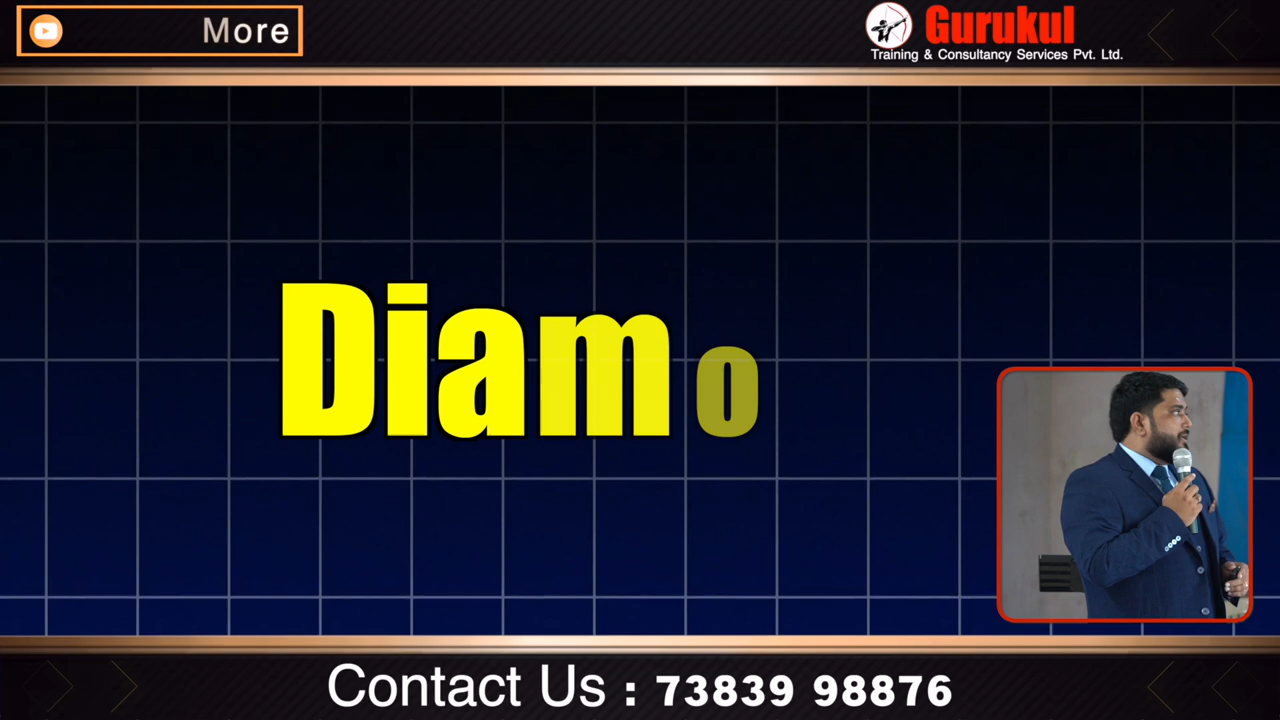 More
Gurukul
Training & Consultancy Services Pvt. Ltd.
Diamo
Contact Us : 73839 98876